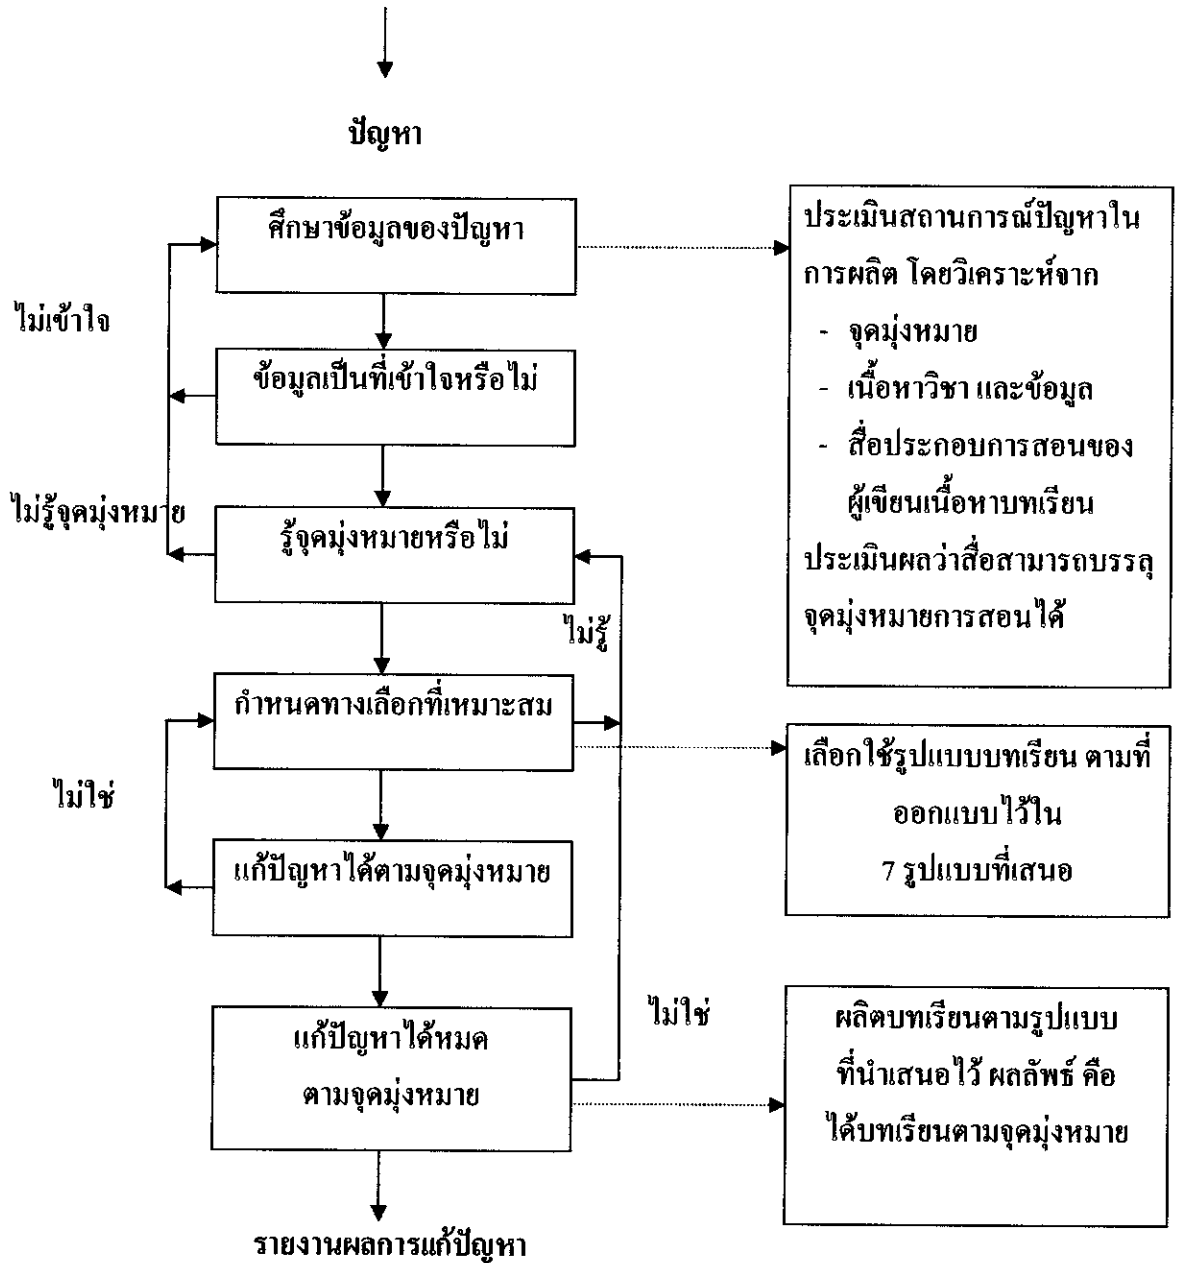 ปัญหา
ศึกษาข้อมูลของปัญหา
ไม่เข้าใจ
ข้อมูลเป็นที่เข้าใจหรือไม่
ไม่รู้จุดมุ่งหมาย
รู้จุดมุ่งหมายหรือไม่
ไม่รู้
กำหนดทางเลือกที่เหมาะสม
ไม่ใช่
แก้ปัญหาได้ตามจุดมุ่งหมาย
แก้ปัญหาได้หมด
ตามจุดมุ่งหมาย
ไม่ใช่
รายงานผลการแก้ปัญหา
ประเมินสถานการณ์ปัญหาใน
การผลิต โดยวิเคราะห์จาก
- จุดมุ่งหมาย
- เนื้อหาวิชา และข้อมูล
- สื่อประกอบการสอนของ
ผู้เขียนเนื้อหาบทเรียน
ประเมินผลว่าสื่อสามารถบรรลุ
จุดมุ่งหมายการสอนได้
เลือกใช้รูปแบบบทเรียน ตามที่
ออกแบบไว้ใน
7 รูปแบบที่เสนอ
ผลิตบทเรียนตามรูปแบบ
ที่นำเสนอไว้ ผลลัพธ์ คือ
ได้บทเรียนตามจุดมุ่งหมาย